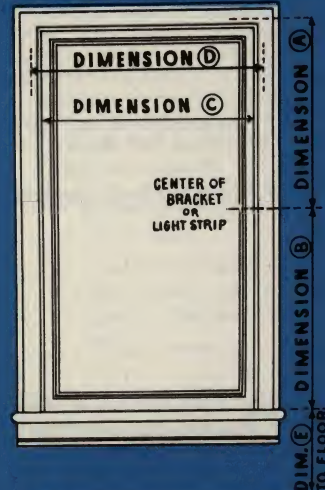 DIMENSION Ⓓ
DIMENSION Ⓒ
CENTER OF
BRACKET
OR
LIGHT STRIP
DIMENSION Ⓐ
DIMENSION Ⓑ
DIM.Ⓔ
TO FLOOR